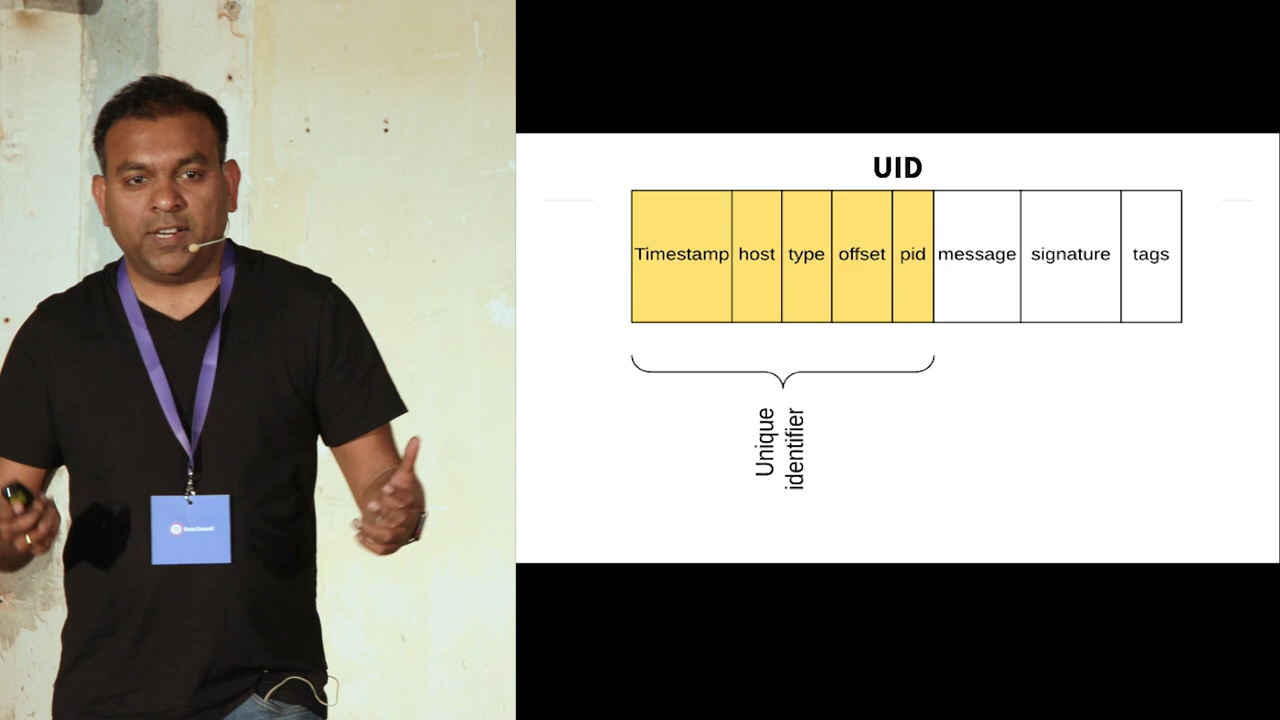 UID
Timestamp host type offset pid message signature tags
Unique
identifier